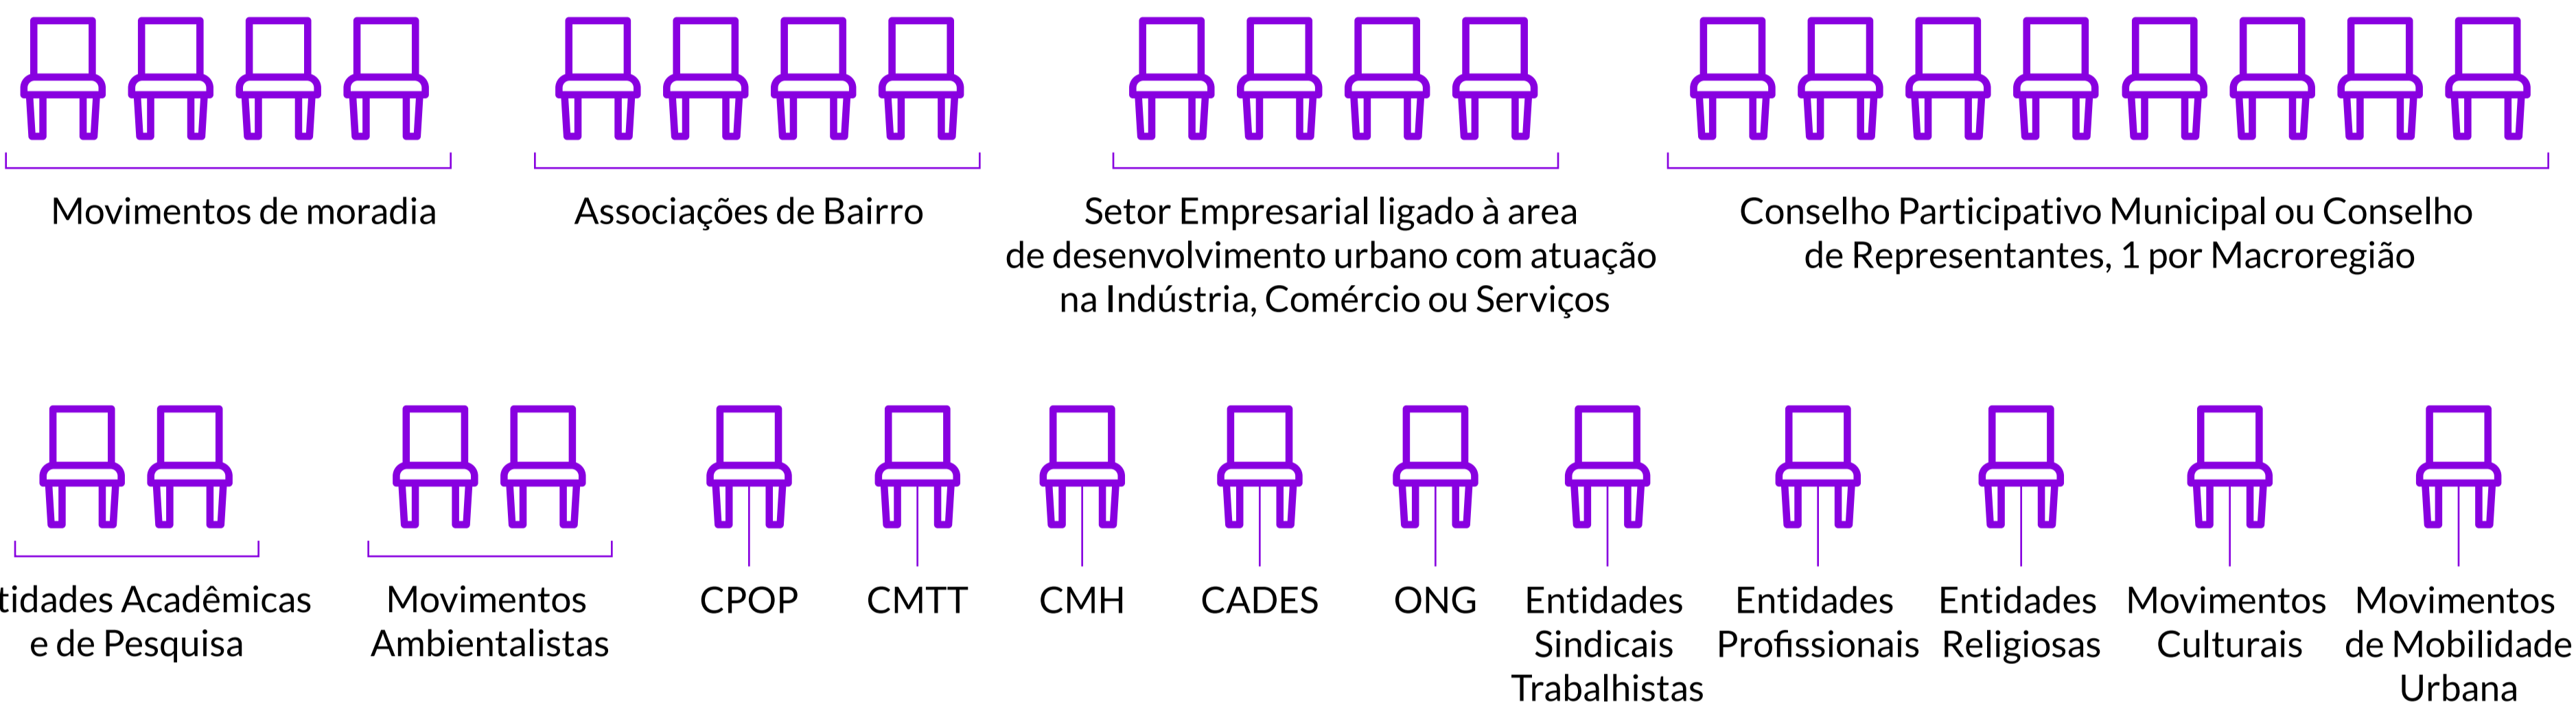 Movimentos de moradia
Associações de Bairro
Setor Empresarial ligado à area
de desenvolvimento urbano com atuação
na Indústria, Comércio ou Serviços
Conselho Participativo Municipal ou Conselho
de Representantes, 1 por Macroregião
tidades Acadêmicas
e de Pesquisa
Movimentos
Ambientalistas
CPOP
CMTT
CMH
CADES
ONG
Entidades
Sindicais
Trabalhistas
Entidades
Profissionais
Entidades
Religiosas
Movimentos
Culturais
Movimentos
de Mobilidade
Urbana